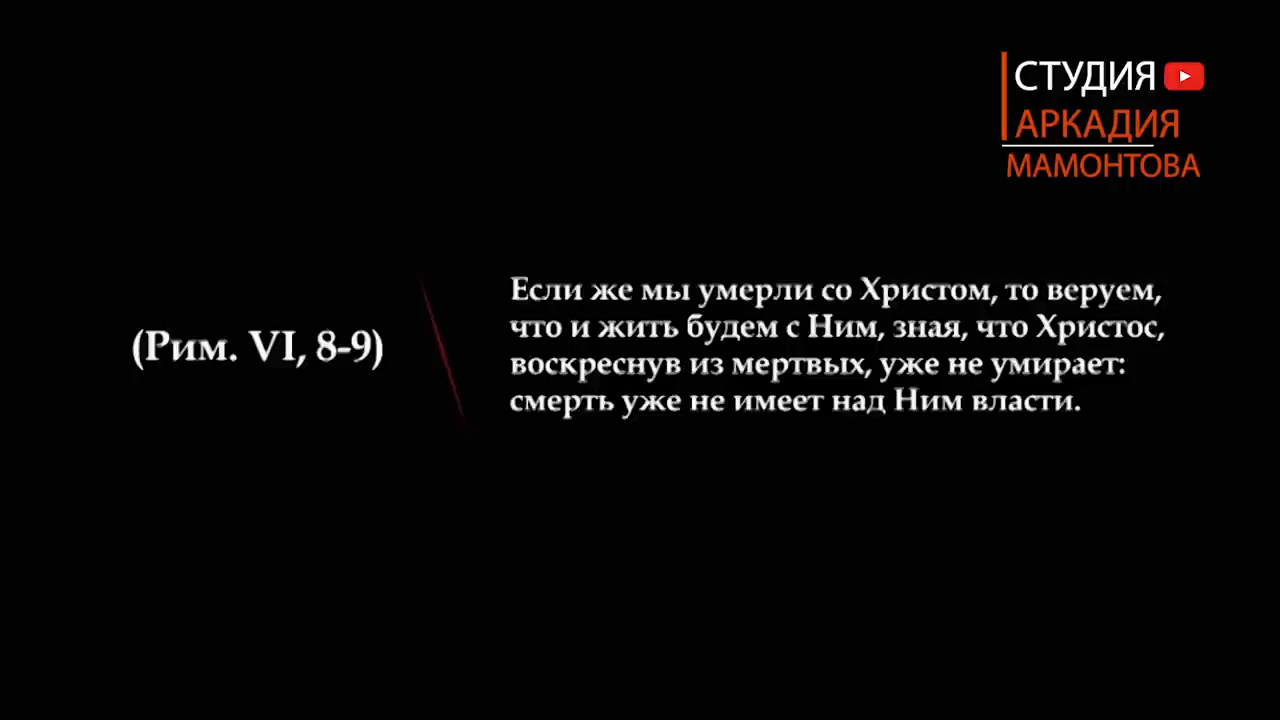 СТУДИЯ
АРКАДИЯ
МАМОНТОВА
(Рим. VI, 8-9)
Если же мы умерли со Христом, то веруем,
что и жить будем с Ним, зная, что Христос,
воскреснув из мертвых, уже не умирает:
смерть уже не имеет над Ним власти.